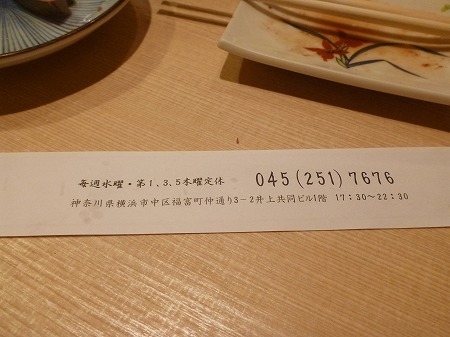 毎週水曜・第1,3,5木曜定休 045(251)7676
神奈川県横浜市中区福富町仲通り3-2井上共同ビル1階 17:30～22:30